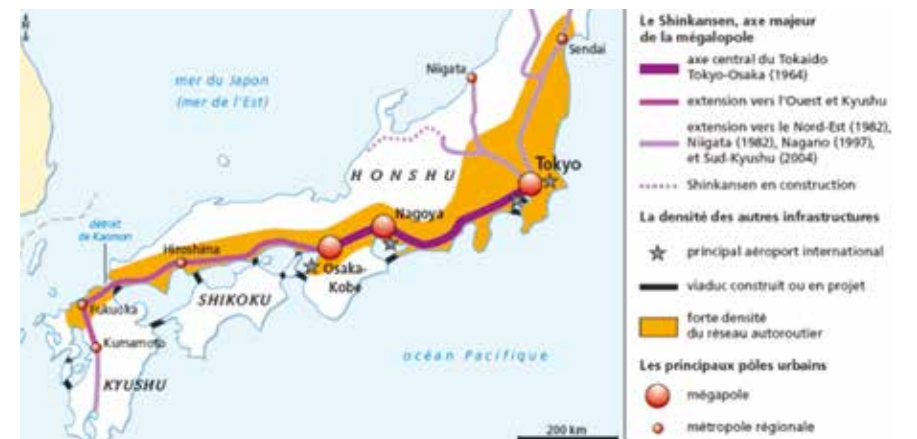 mer du Japon
(mer de l'Est)
Niigata
Sendai
HONSHU
Tokyo
Nagoya
détroit
de Kanmon
Hiroshima
Osaka-
Kobé
SHIKOKU
Fukuoka
Kumamoto
KYUSHU
océan Pacifique
200 km
Le Shinkansen, axe majeur
de la mégalopole
axe central du Tokaido
Tokyo-Osaka (1964)
extension vers l'Ouest et Kyushu
extension vers le Nord-Est (1982),
Niigata (1982), Nagano (1997),
et Sud-Kyushu (2004)
Shinkansen en construction
La densité des autres infrastructures
principal aéroport international
viaduc construit ou en projet
forte densité
du réseau autoroutier
Les principaux pôles urbains
mégapole
métropole régionale